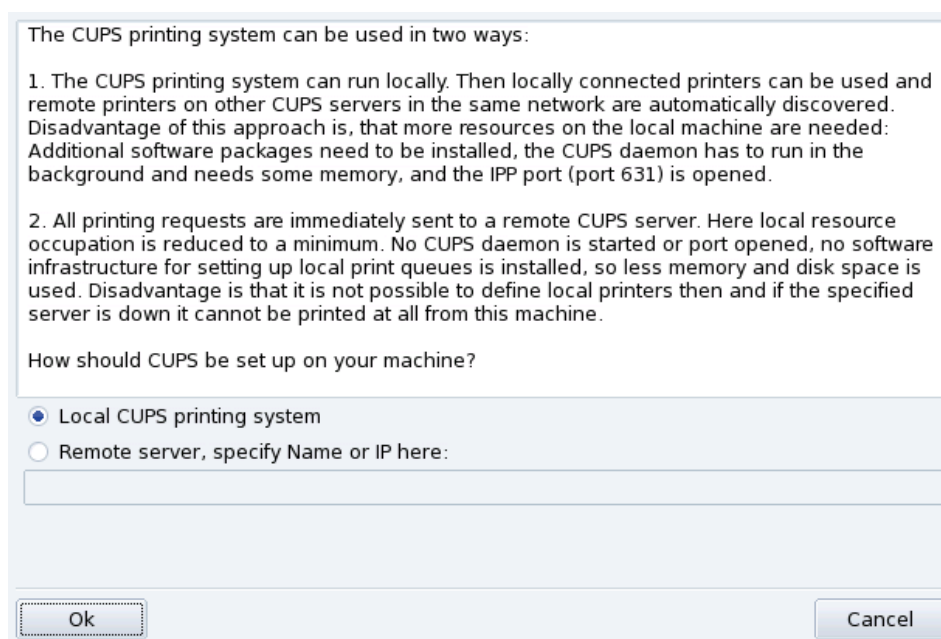 The CUPS printing system can be used in two ways:
1. The CUPS printing system can run locally. Then locally connected printers can be used and
remote printers on other CUPS servers in the same network are automatically discovered.
Disadvantage of this approach is, that more resources on the local machine are needed:
Additional software packages need to be installed, the CUPS daemon has to run in the
background and needs some memory, and the IPP port (port 631) is opened.
2. All printing requests are immediately sent to a remote CUPS server. Here local resource
occupation is reduced to a minimum. No CUPS daemon is started or port opened, no software
infrastructure for setting up local print queues is installed, so less memory and disk space is
used. Disadvantage is that it is not possible to define local printers then and if the specified
server is down it cannot be printed at all from this machine.
How should CUPS be set up on your machine?
Local CUPS printing system
Remote server, specify Name or IP here:
Ok
Cancel